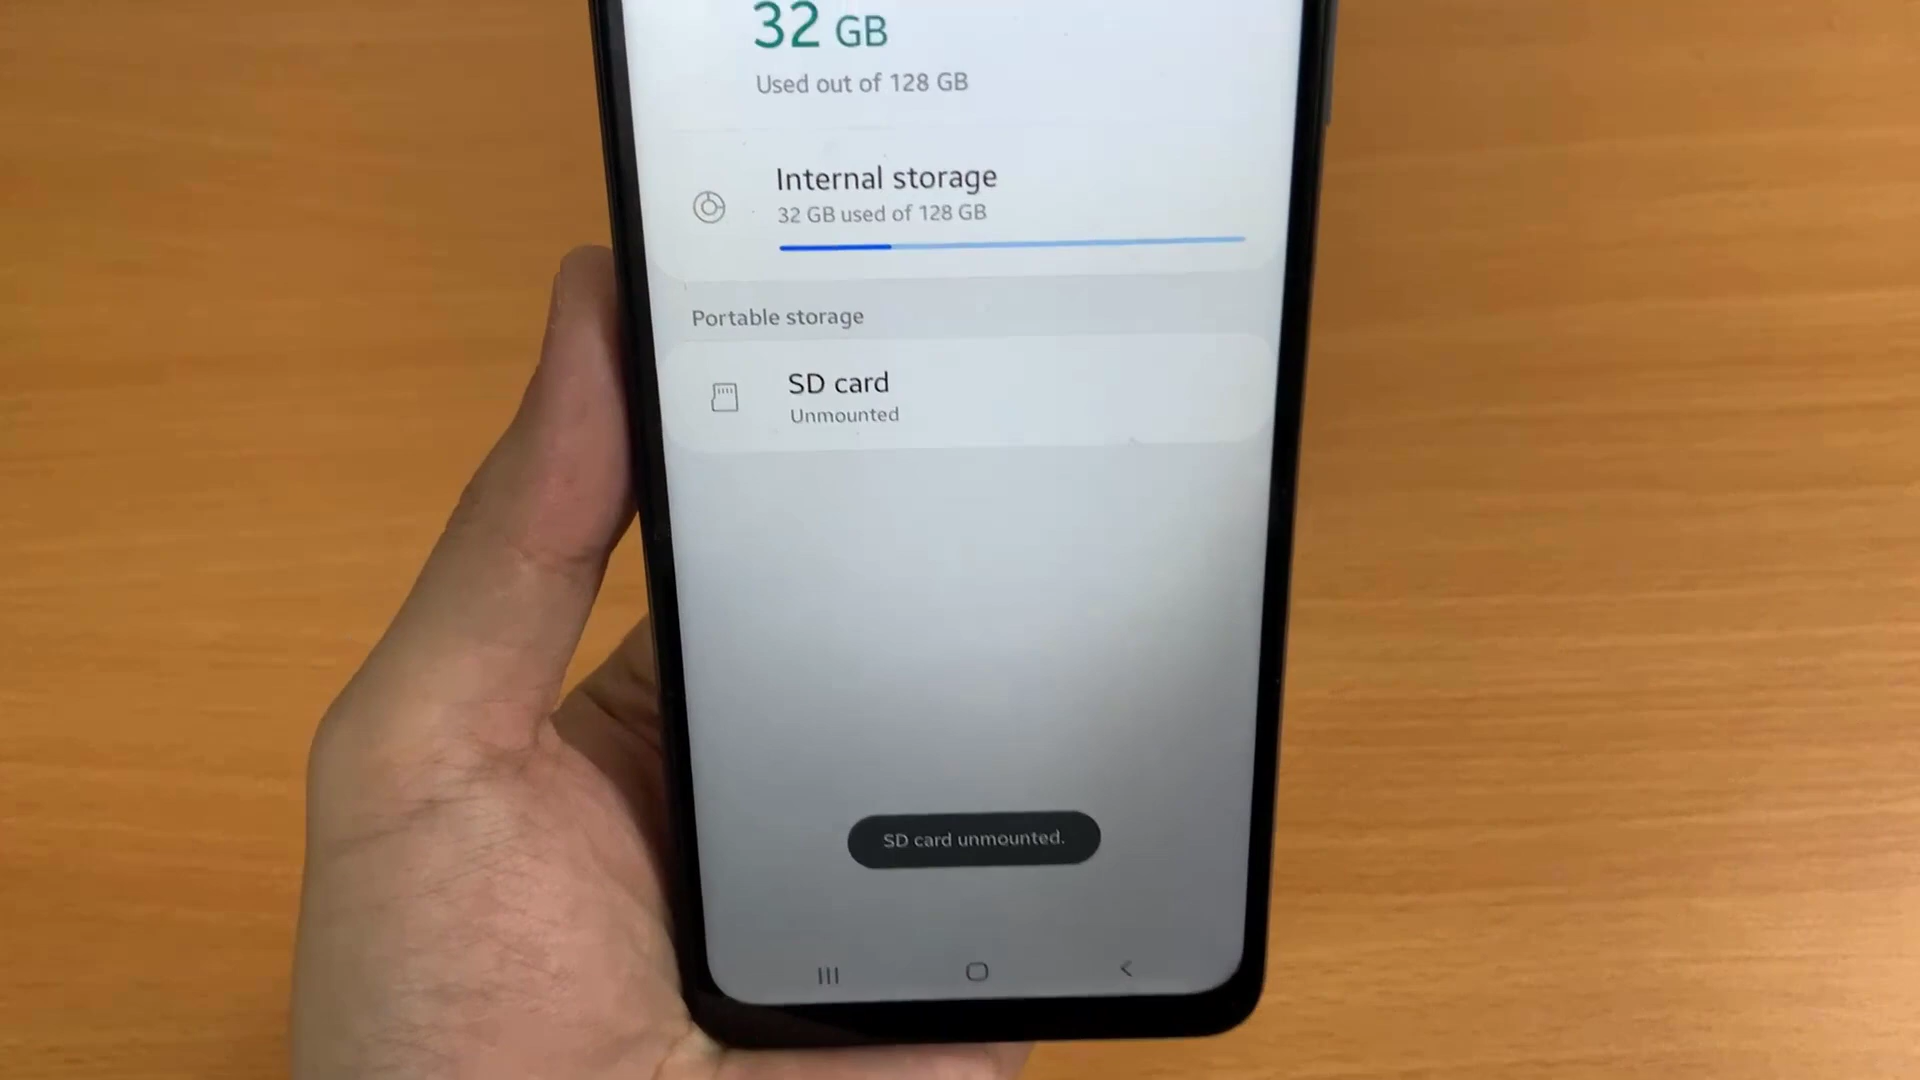 32 GB
Used out of 128 GB
Internal storage
32 GB used of 128 GB
Portable storage
SD card
Unmounted
SD card unmounted.